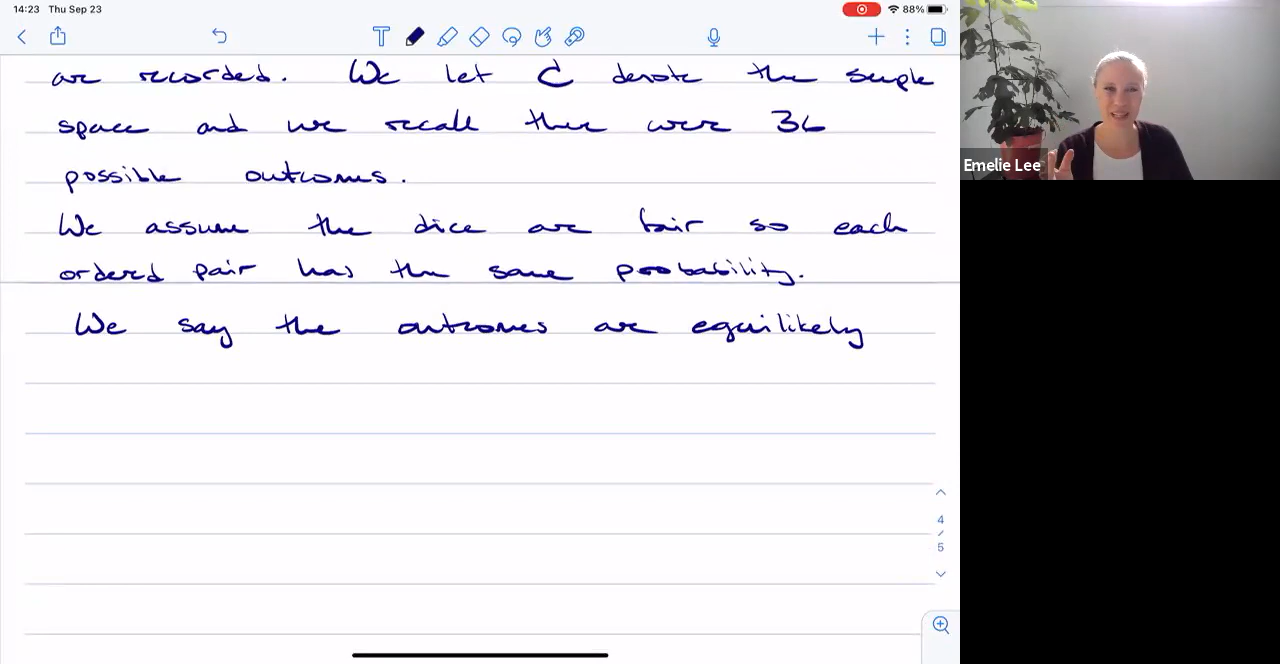 14:23 Thu Sep 23
88%
are recorded. We let C denote the sample
space and we recall there were 36
possible outcomes.
We assume the dice are fair so each
ordered pair has the same probability.
We say the outcomes are equilikely
4
/
5
Emelie Lee